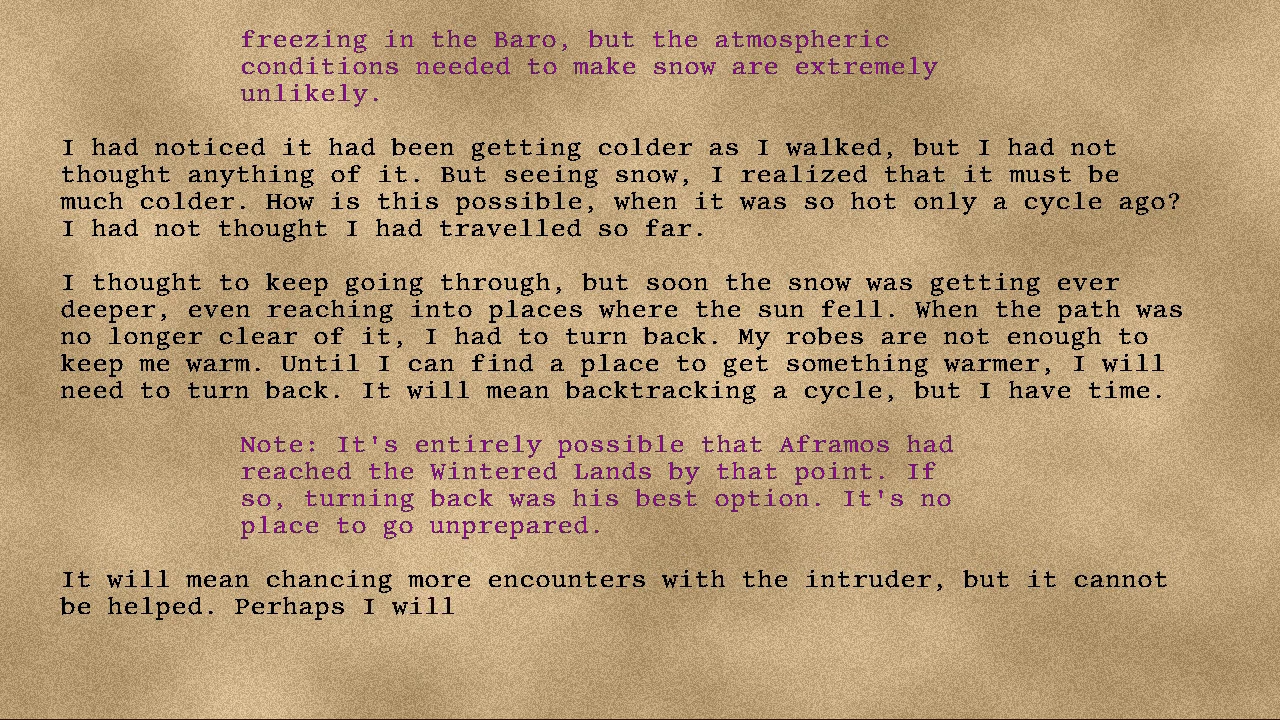 freezing in the Baro, but the atmospheric
conditions needed to make snow are extremely
unlikely.
I had noticed it had been getting colder as I walked, but I had not
thought anything of it. But seeing snow, I realized that it must be
much colder. How is this possible, when it was so hot only a cycle ago?
I had not thought I had travelled so far.
I thought to keep going through, but soon the snow was getting ever
deeper, even reaching into places where the sun fell. When the path was
no longer clear of it, I had to turn back. My robes are not enough to
keep me warm. Until I can find a place to get something warmer, I will
need to turn back. It will mean backtracking a cycle, but I have time.
Note: It's entirely possible that Aframos had
reached the Wintered Lands by that point. If
so, turning back was his best option. It's no
place to go unprepared.
It will mean chancing more encounters with the intruder, but it cannot
be helped. Perhaps I will